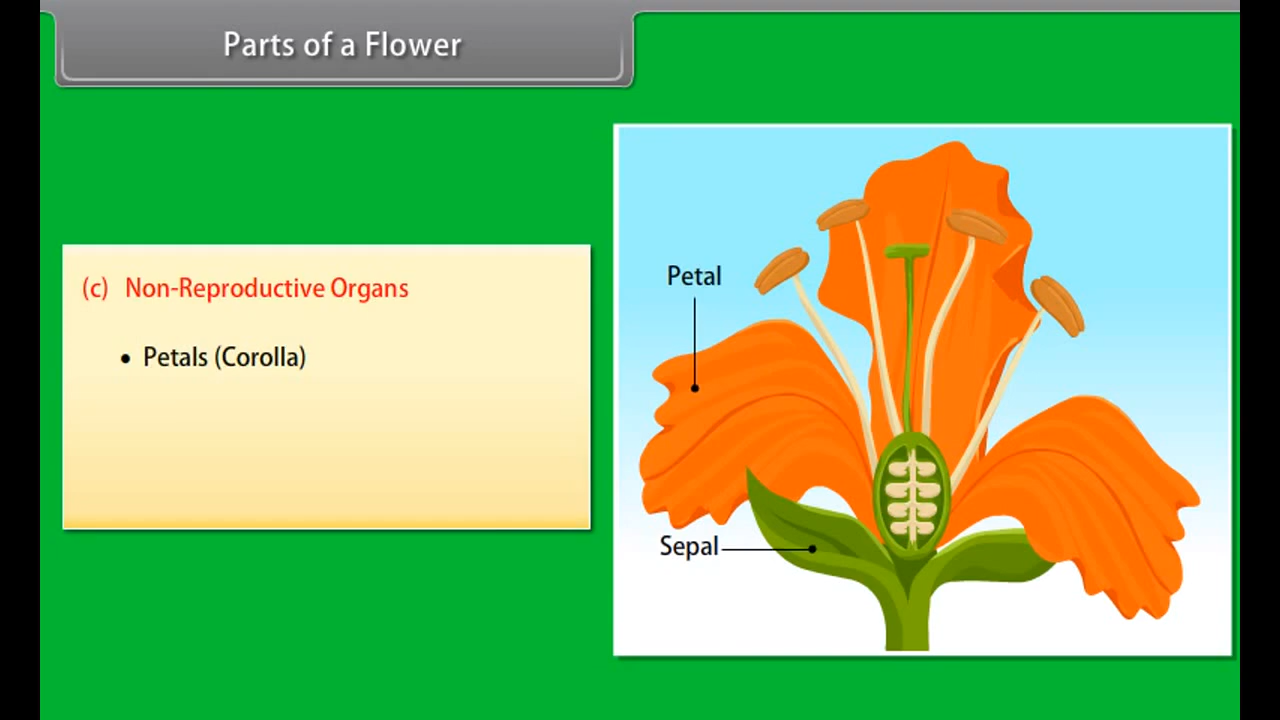 Parts of a Flower
(c) Non-Reproductive Organs
• Petals (Corolla)
Petal
Sepal